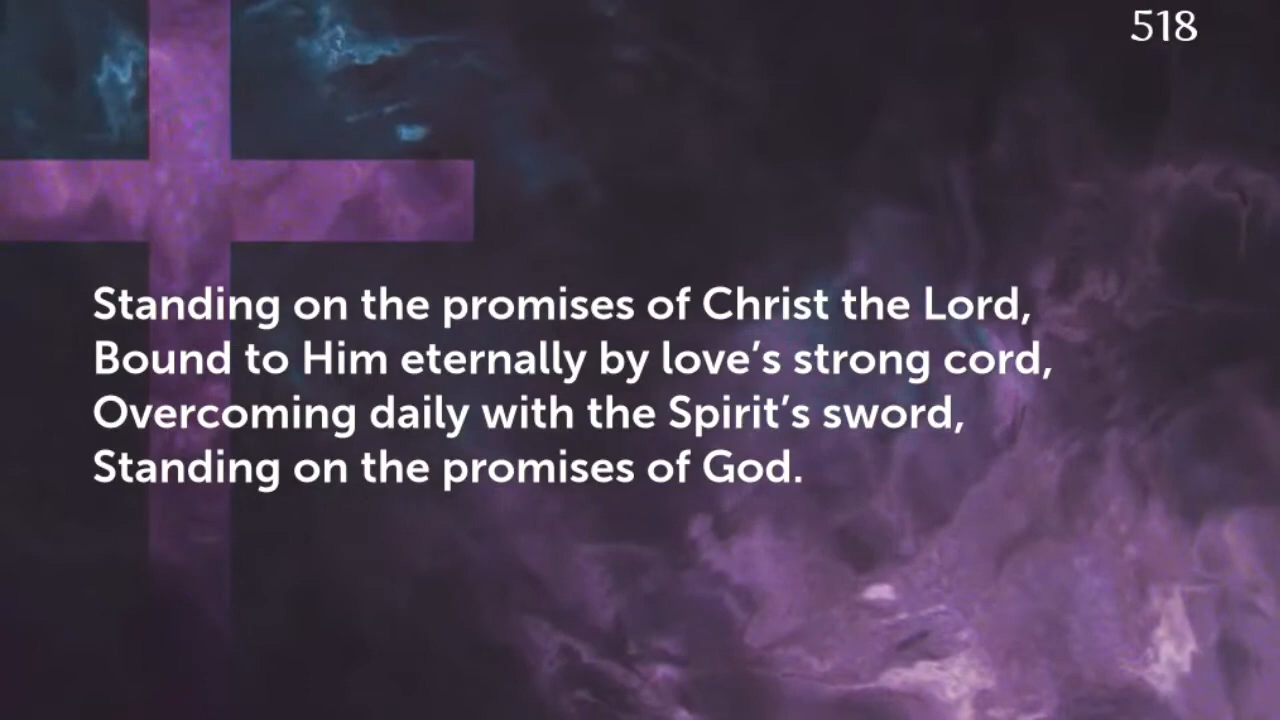 518
Standing on the promises of Christ the Lord,
Bound to Him eternally by love’s strong cord,
Overcoming daily with the Spirit’s sword,
Standing on the promises of God.